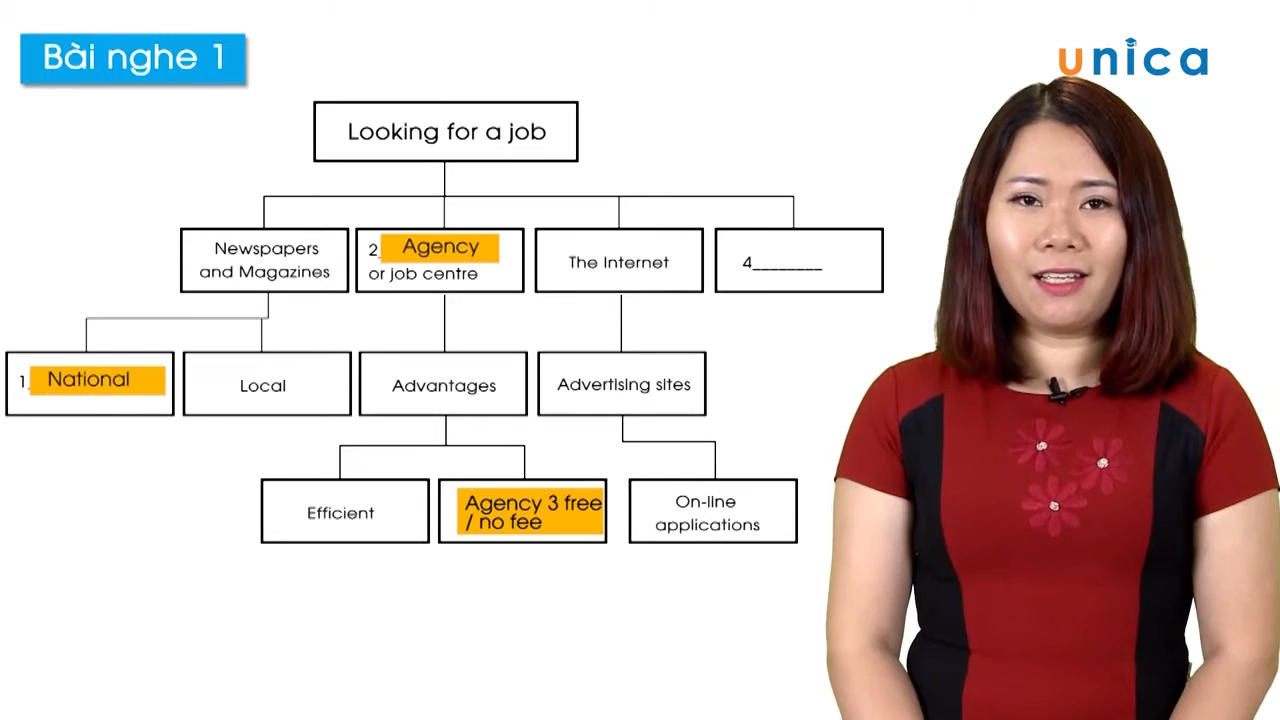 Bài nghe 1
unica
Looking for a job
Newspapers
and Magazines
2 Agency
or job centre
The Internet
4________
1 National
Local
Advantages
Advertising sites
Efficient
Agency 3 free
/ no fee
On-line
applications